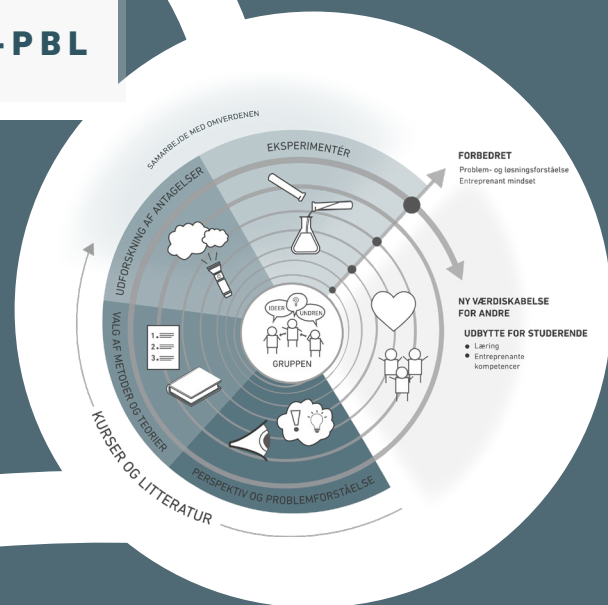 -PBL
SAMARBEJDE MED OMVERDENEN
EKSPERIMENTÉR
UDFORSKNING AF ANTAGELSER
FORBEDRET
Problem- og løsningsforståelse
Entreprenant mindset
IDEER
UNDREN
GRUPPEN
NY VÆRDISKABELSE
FOR ANDRE
UDBYTTE FOR STUDERENDE
Læring
Entreprenante
kompetencer
1.
2.
3.
VALG AF METODER OG TEORIER
PERSPEKTIV OG PROBLEMFORSTÅELSE
KURSER OG LITTERATUR